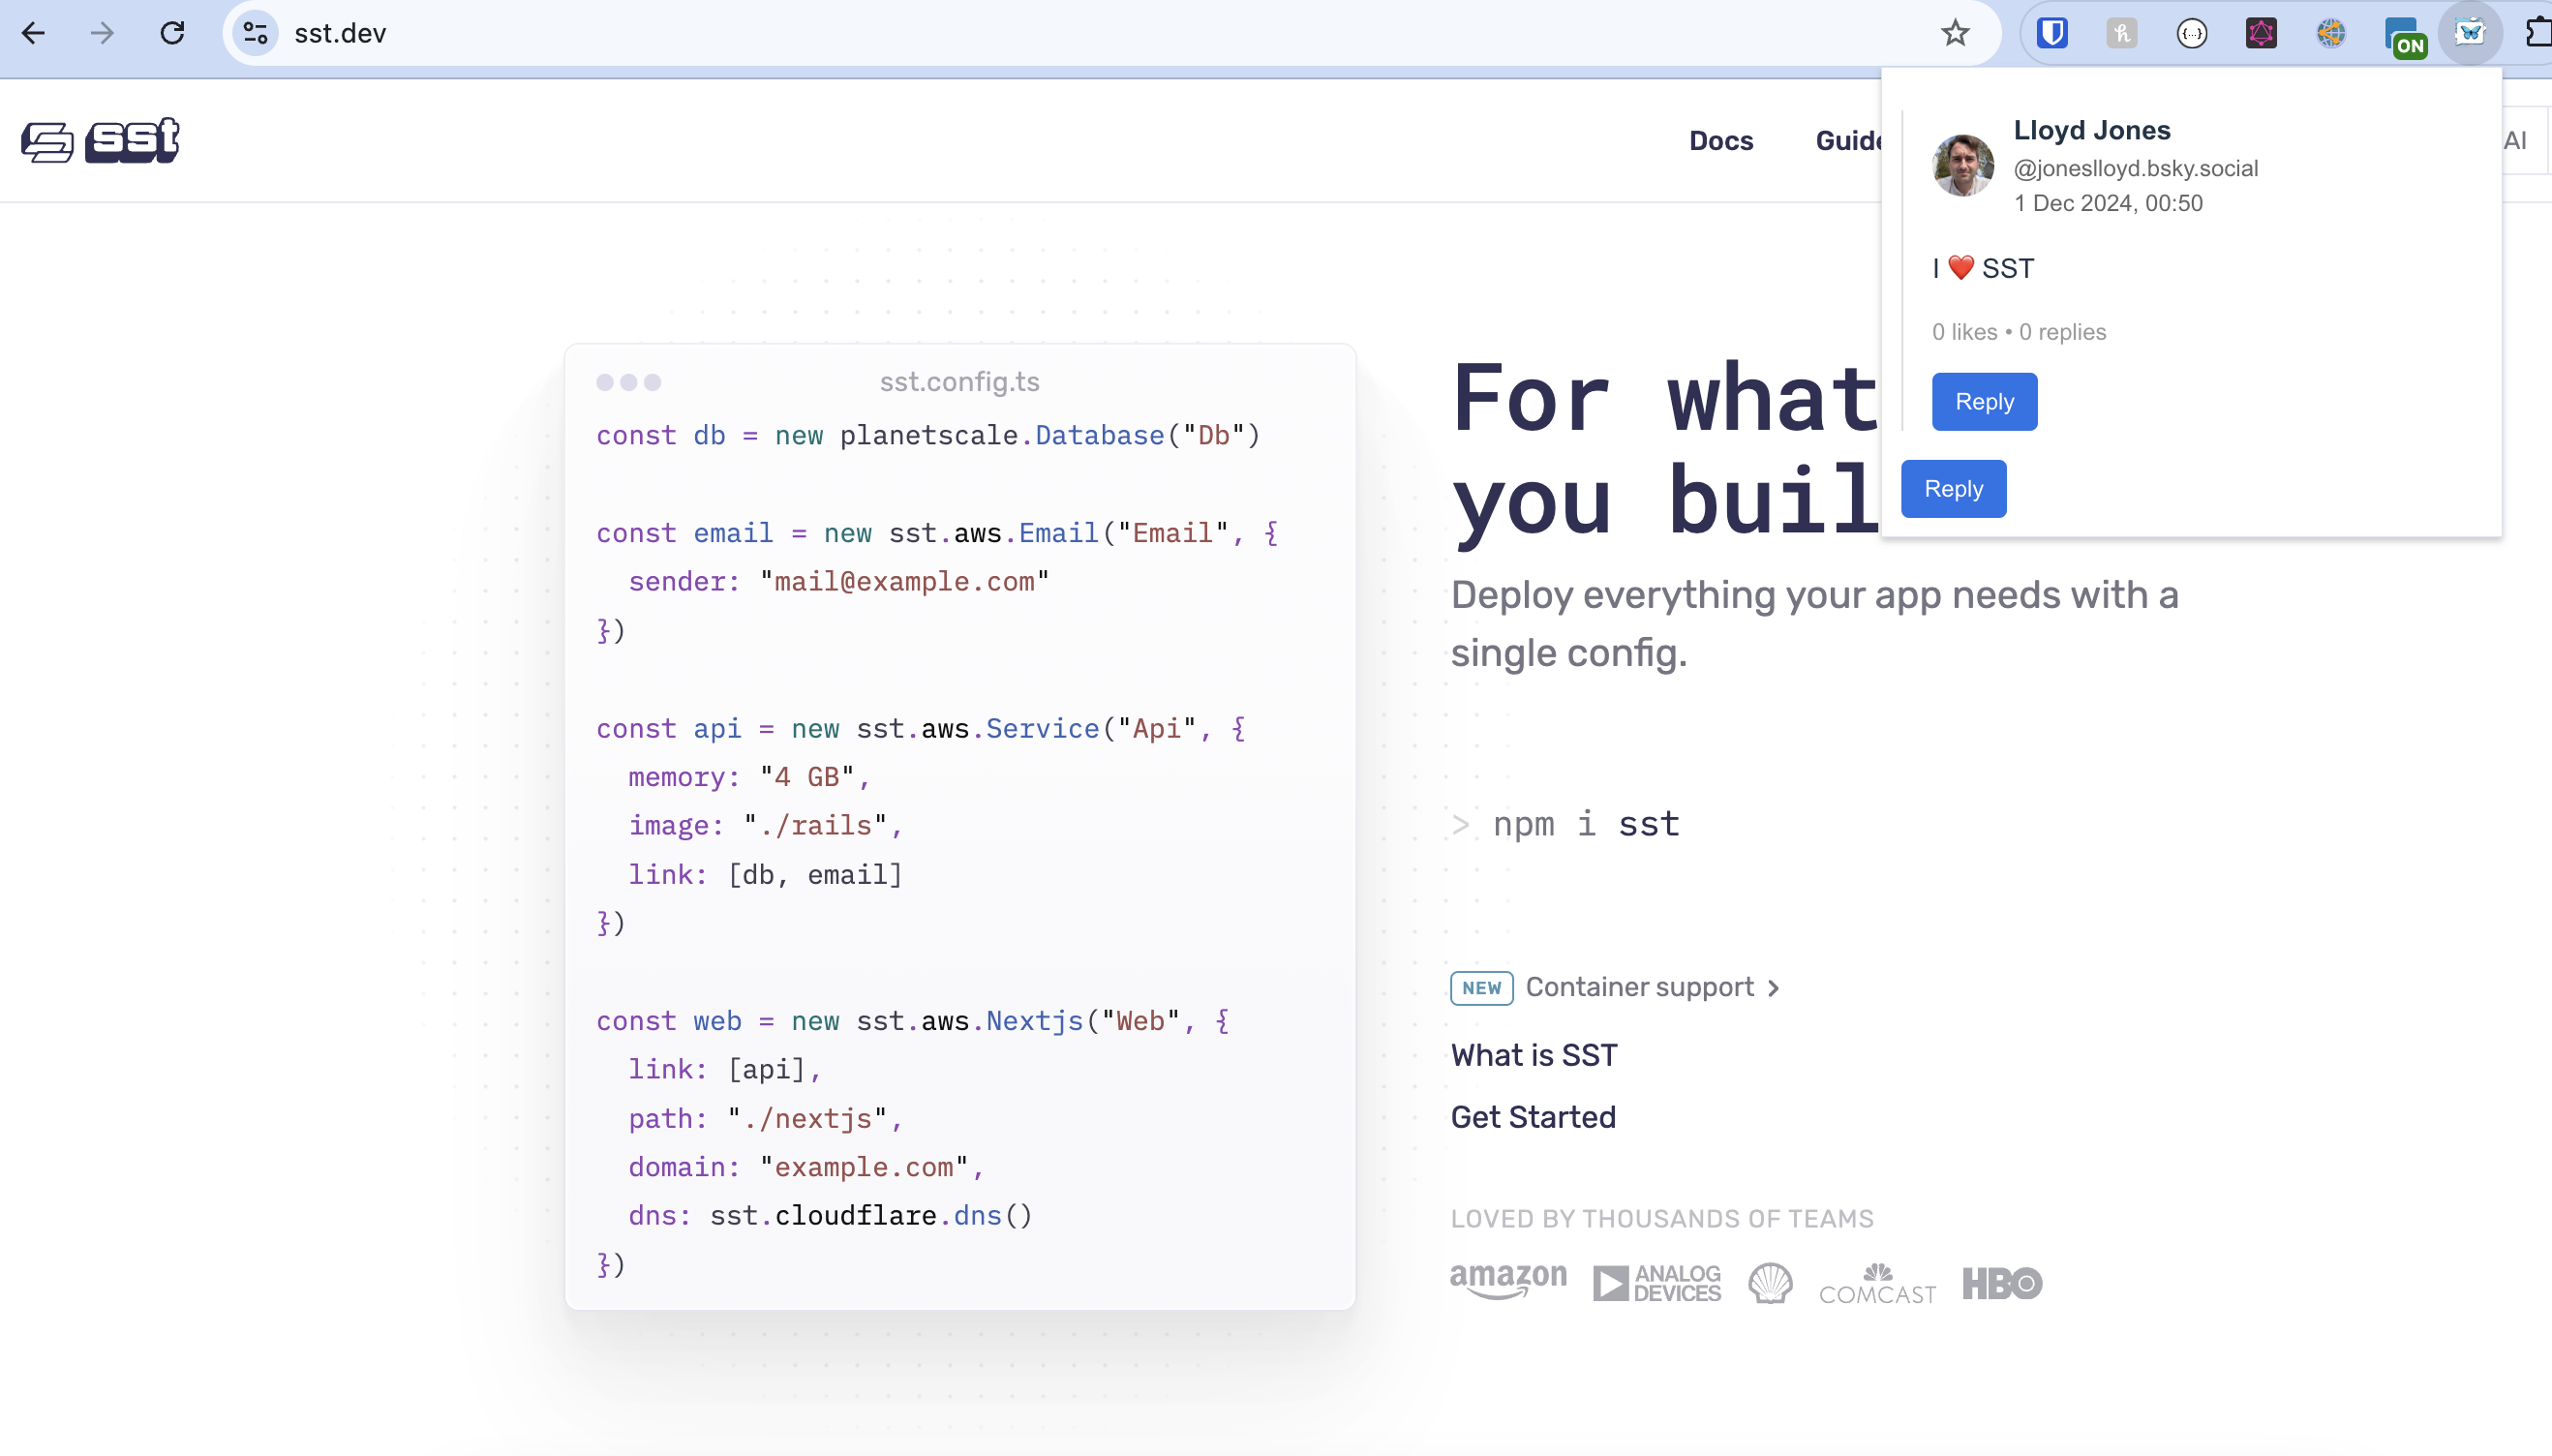 sst.dev
ON
sst
Docs
Guide
AI
Lloyd Jones
@joneslloyd.bsky.social
1 Dec 2024, 00:50
I ❤️ SST
0 likes • 0 replies
Reply
Reply
sst.config.ts
const db = new planetscale.Database("Db")
const email = new sst.aws.Email("Email", {
  sender: "mail@example.com"
})
const api = new sst.aws.Service("Api", {
  memory: "4 GB",
  image: "./rails",
  link: [db, email]
})
const web = new sst.aws.Nextjs("Web", {
  link: [api],
  path: "./nextjs",
  domain: "example.com",
  dns: sst.cloudflare.dns()
})
For what
you buil
Deploy everything your app needs with a
single config.
> npm i sst
NEW Container support >
What is SST
Get Started
LOVED BY THOUSANDS OF TEAMS
amazon ANALOG DEVICES COMCAST HBO